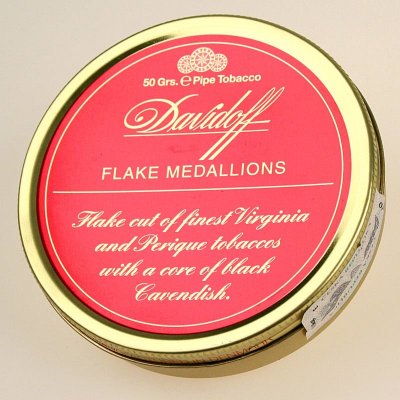 50 Grs. e Pipe Tobacco
Davidoff
FLAKE MEDALLIONS
Flake cut of finest Virginia
and Perique tobaccos
with a core of black
Cavendish.